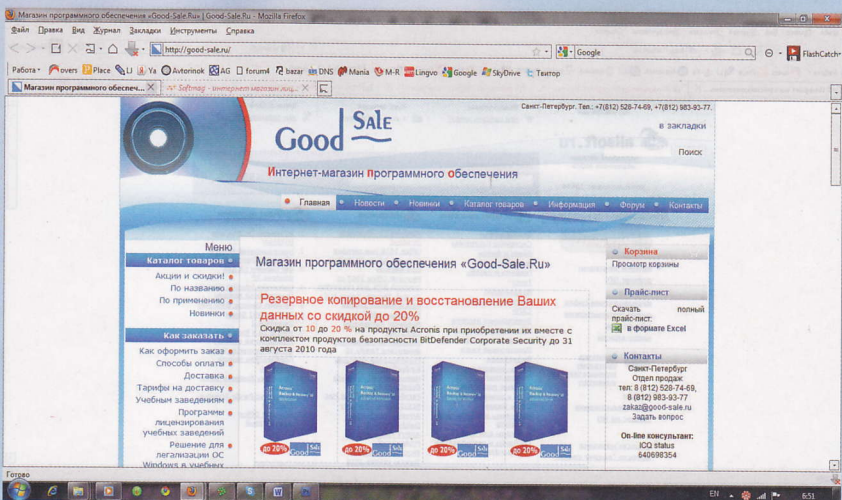 Магазин программного обеспечения «Good-Sale.Ru» | Good-Sale.Ru - Mozilla Firefox
Файл Правка Вид Журнал Закладки Инструменты Справка
http://good-sale.ru/
Google
FlashCatch
Работа
overs
Place
LI
Ya
Avtorinok
AG
forum4
bazar
DNS
Mania
M-R
Lingvo
Google
SkyDrive
Твиттор
Магазин программного обеспеч...
Softmag - интернет магазин лиц...
Санкт-Петербург. Тел.: +7(812) 528-74-69, +7(812) 983-93-77.
в закладки
Поиск
Good Sale
Интернет-магазин Программного Обеспечения
Главная
Новости
Новинки
Каталог товаров
Информация
Форум
Контакты
Меню
Каталог товаров
Акции и скидки!
По названию
По применению
Новинки
Как заказать
Как оформить заказ
Способы оплаты
Доставка
Тарифы на доставку
Учебным заведениям
Программы
лицензирования
учебных заведений
Решение для
легализации ОС
Windows в учебных
Магазин программного обеспечения «Good-Sale.Ru»
Резервное копирование и восстановление Ваших
данных со скидкой до 20%
Скидка от 10 до 20 % на продукты Acronis при приобретении их вместе с
комплектом продуктов безопасности BitDefender Corporate Security до 31
августа 2010 года
до 20%
Good Sale
до 20%
Good Sale
до 20%
Good Sale
до 20%
Good Sale
Корзина
Просмотр корзины
Прайс-лист
Скачать полный
прайс-лист:
в формате Excel
Контакты
Санкт-Петербург
Отдел продаж
тел: 8 (812) 528-74-69,
8 (812) 983-93-77
zakaz@good-sale.ru
Задать вопрос
On-line консультант:
ICQ status
640698354
Готово
EN
6:51